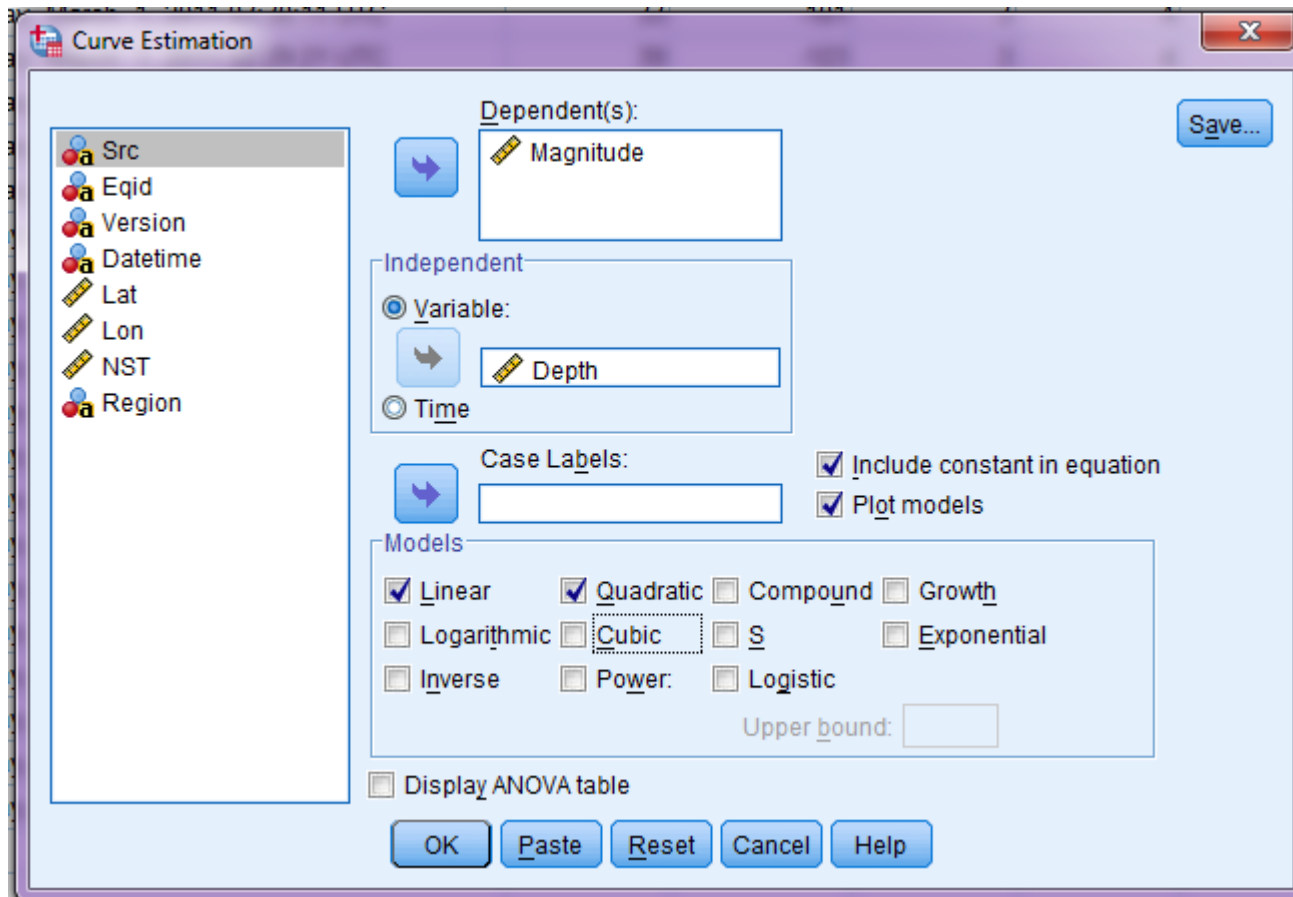 Curve Estimation
Src
Eqid
Version
Datetime
Lat
Lon
NST
Region
Dependent(s):
Magnitude
Save...
Independent
Variable:
Depth
Time
Case Labels:
Include constant in equation
Plot models
Models
Linear Quadratic Compound Growth
Logarithmic Cubic S Exponential
Inverse Power: Logistic
Upper bound:
Display ANOVA table
OK Paste Reset Cancel Help